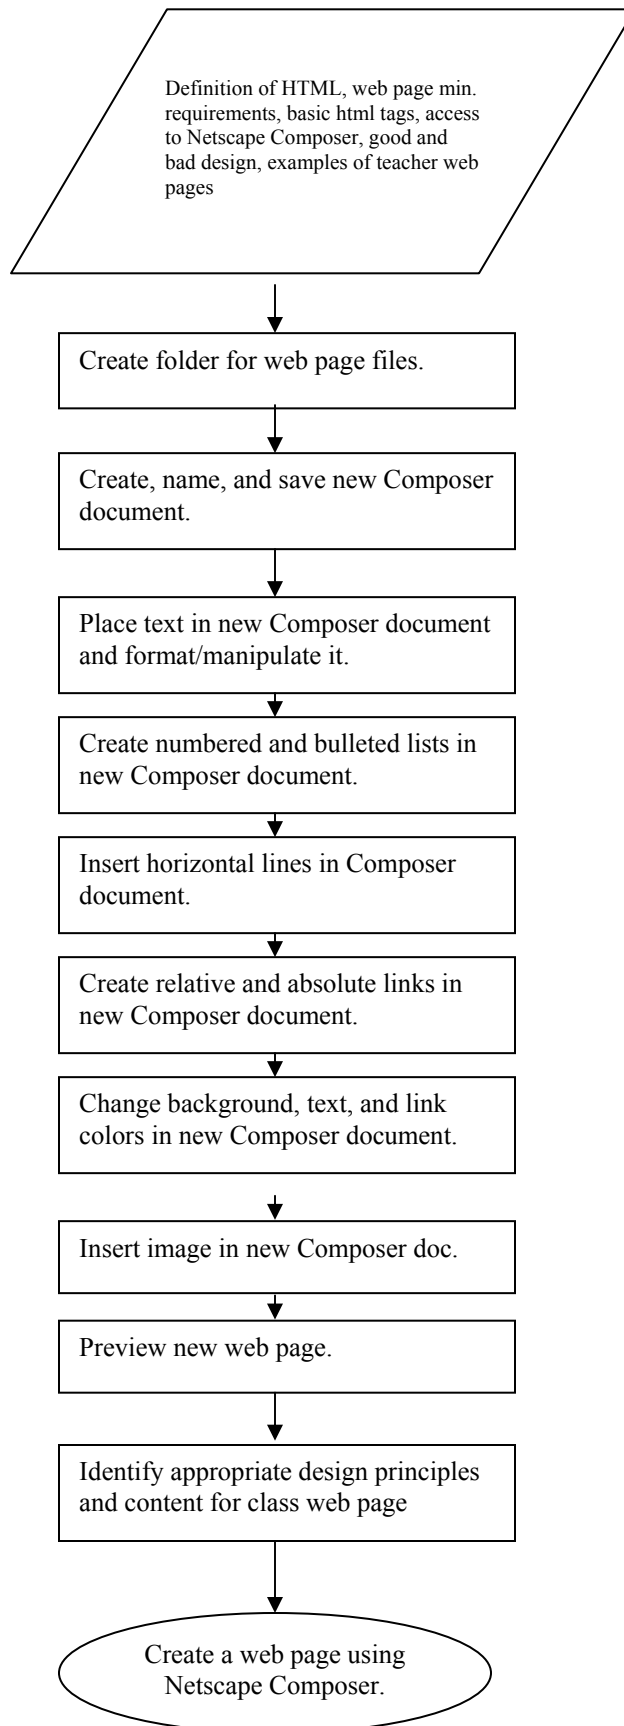 Definition of HTML, web page min.
requirements, basic html tags, access
to Netscape Composer, good and
bad design, examples of teacher web
pages
Create folder for web page files.
Create, name, and save new Composer
document.
Place text in new Composer document
and format/manipulate it.
Create numbered and bulleted lists in
new Composer document.
Insert horizontal lines in Composer
document.
Create relative and absolute links in
new Composer document.
Change background, text, and link
colors in new Composer document.
Insert image in new Composer doc.
Preview new web page.
Identify appropriate design principles
and content for class web page
Create a web page using
Netscape Composer.